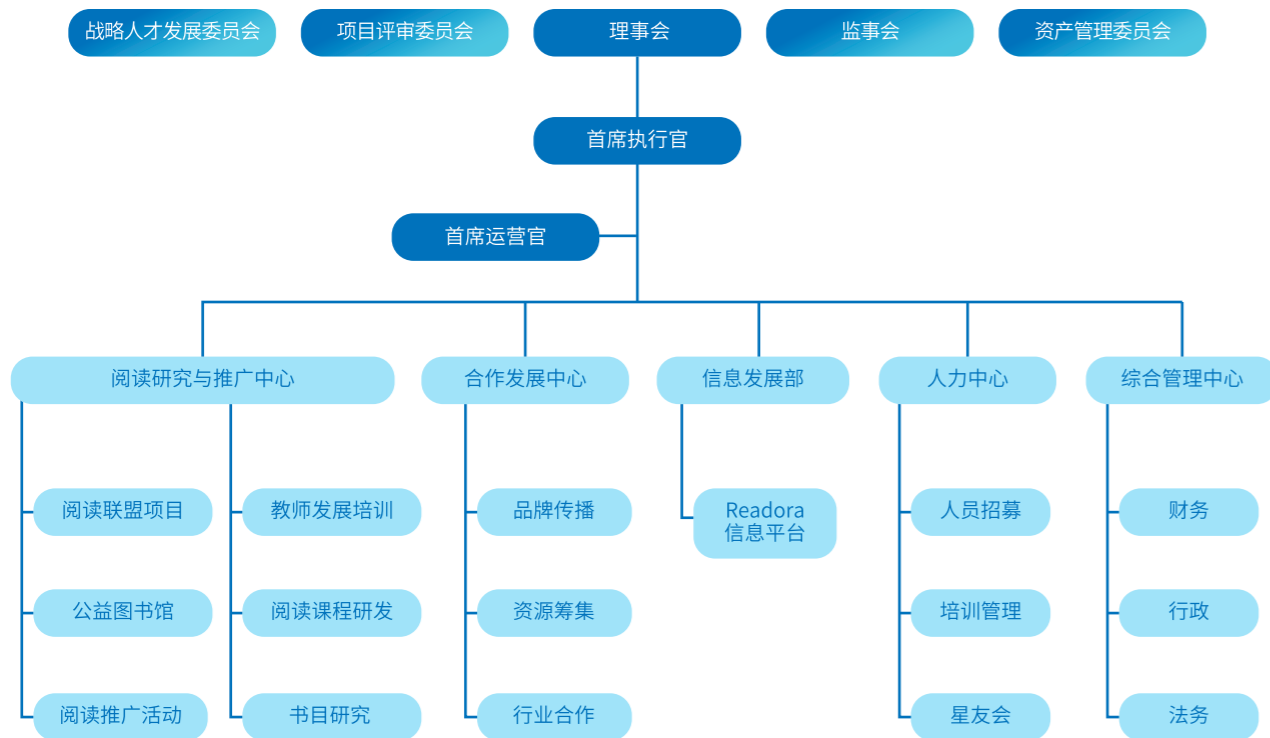 战略人才发展委员会
项目评审委员会
理事会
监事会
资产管理委员会
首席执行官
首席运营官
阅读研究与推广中心
合作发展中心
信息发展部
人力中心
综合管理中心
阅读联盟项目
教师发展培训
品牌传播
Readora
信息平台
人员招募
财务
公益图书馆
阅读课程研发
资源筹集
培训管理
行政
阅读推广活动
书目研究
行业合作
星友会
法务